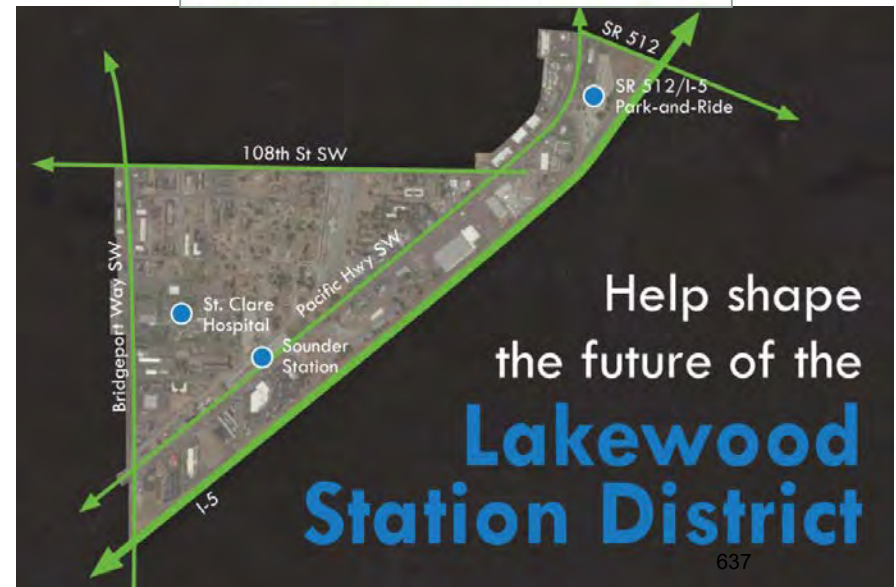 SR 512
SR 512/I-5
Park-and-Ride
108th St SW
Pacific Hwy SW
Bridgeport Way SW
St. Clare
Hospital
Sounder
Station
I-5
Help shape
the future of the
Lakewood
Station District
637